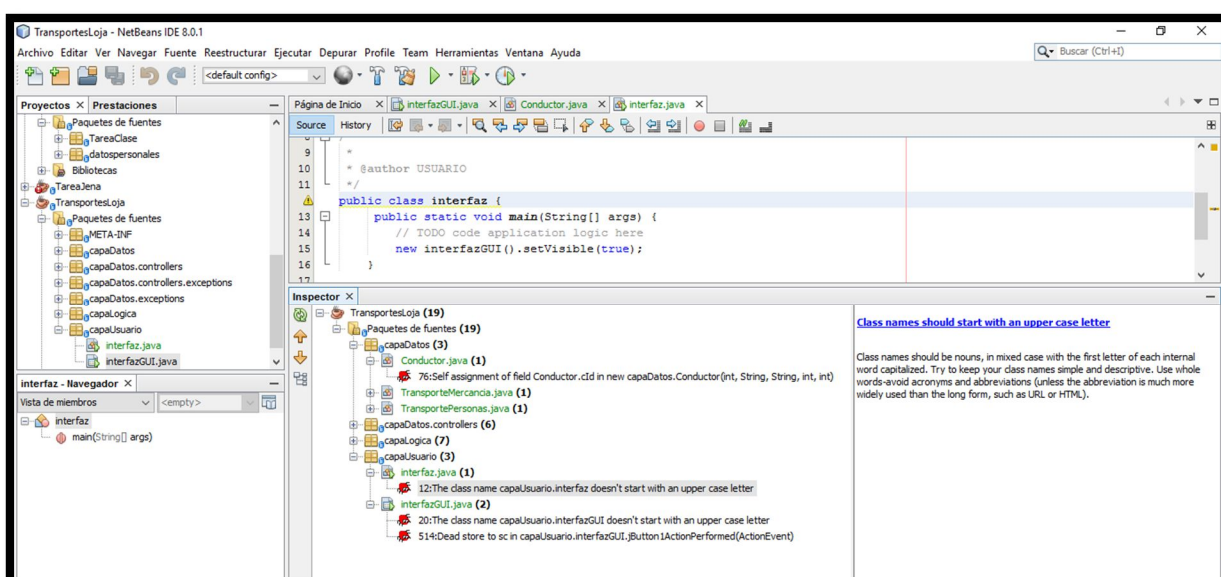 TransportesLoja - NetBeans IDE 8.0.1
Archivo Editar Ver Navegar Fuente Reestructurar Ejecutar Depurar Profile Team Herramientas Ventana Ayuda
Buscar (Ctrl+I)
<default config>
Proyectos Prestaciones
Paquetes de fuentes
TareaClase
datospersonales
Bibliotecas
TareaJena
TransportesLoja
Paquetes de fuentes
META-INF
capaDatos
capaDatos.controllers
capaDatos.controllers.exceptions
capaDatos.exceptions
capaLogica
capaUsuario
interfaz.java
interfazGUI.java
interfaz - Navegador
Vista de miembros <empty>
interfaz
main(String[] args)
Página de Inicio interfazGUI.java Conductor.java interfaz.java
Source History
9 *
10 * @author USUARIO
11 */
public class interfaz {
13 public static void main(String[] args) {
14 // TODO code application logic here
15 new interfazGUI().setVisible(true);
16 }
17
Inspector
TransportesLoja (19)
Paquetes de fuentes (19)
capaDatos (3)
Conductor.java (1)
76:Self assignment of field Conductor.cId in new capaDatos.Conductor(int, String, String, int, int)
TransporteMercancia.java (1)
TransportePersonas.java (1)
capaDatos.controllers (6)
capaLogica (7)
capaUsuario (3)
interfaz.java (1)
12:The class name capaUsuario.interfaz doesn't start with an upper case letter
interfazGUI.java (2)
20:The class name capaUsuario.interfazGUI doesn't start with an upper case letter
514:Dead store to sc in capaUsuario.interfazGUI.jButton1ActionPerformed(ActionEvent)
Class names should start with an upper case letter
Class names should be nouns, in mixed case with the first letter of each internal
word capitalized. Try to keep your class names simple and descriptive. Use whole
words-avoid acronyms and abbreviations (unless the abbreviation is much more
widely used than the long form, such as URL or HTML).